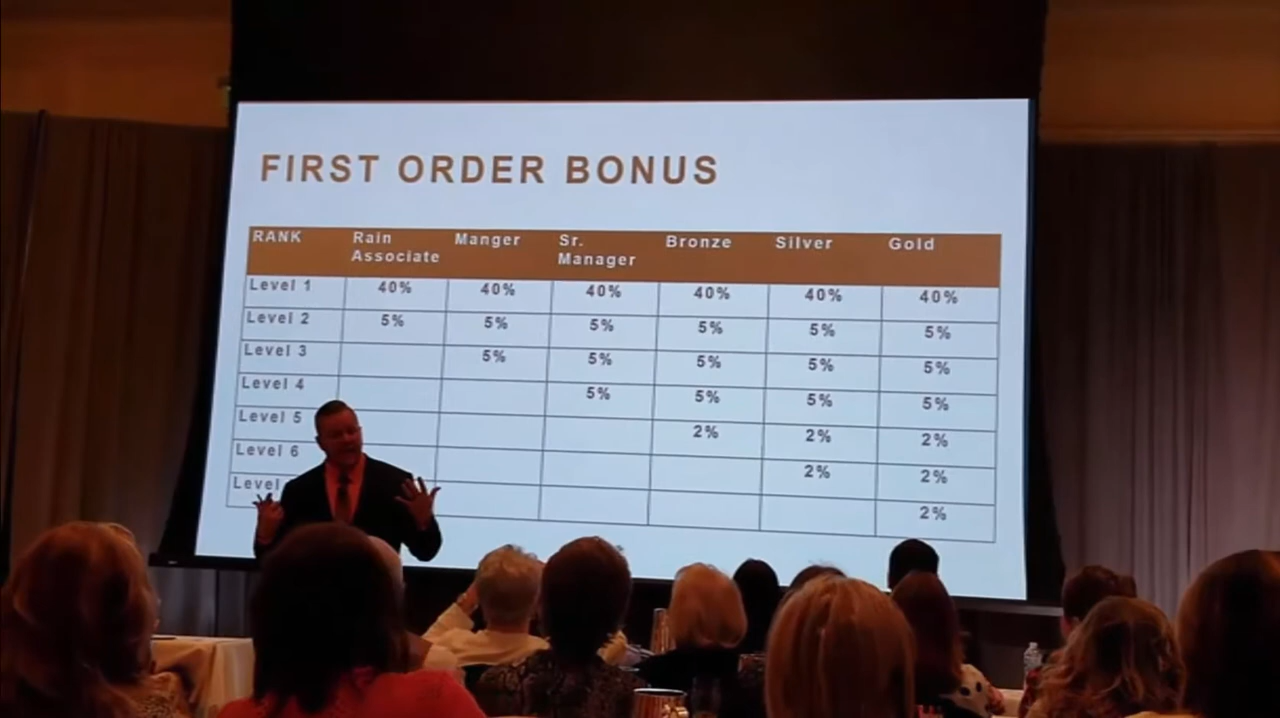 FIRST ORDER BONUS
RANK Rain Associate Manger Sr. Manager Bronze Silver Gold
Level 1 40% 40% 40% 40% 40% 40%
Level 2 5% 5% 5% 5% 5% 5%
Level 3 5% 5% 5% 5% 5%
Level 4 5% 5% 5% 5%
Level 5 2% 2% 2%
Level 6 2% 2%
Level 2%